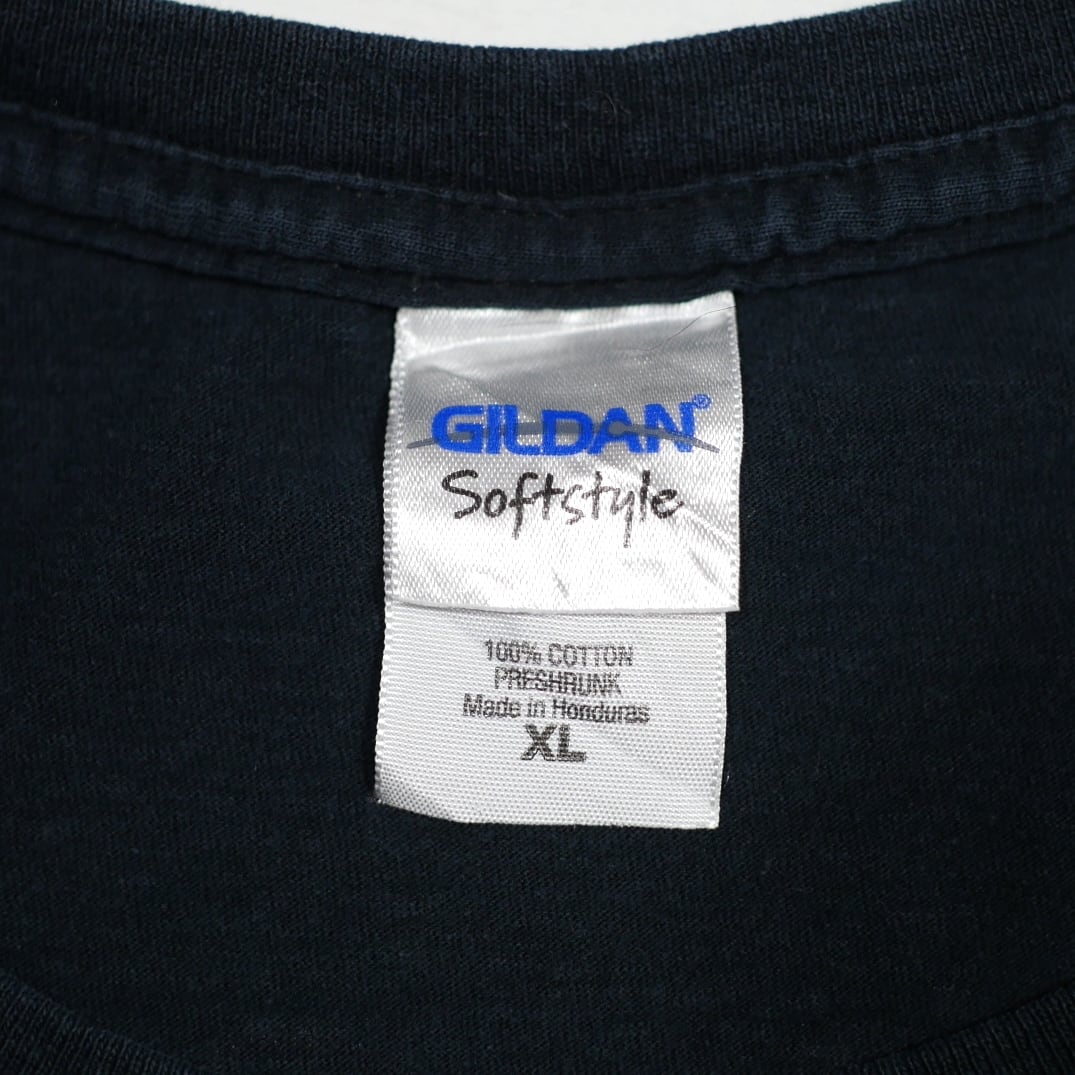 GILDAN®
Softstyle
100% COTTON
PRESHRUNK
Made in Honduras
XL